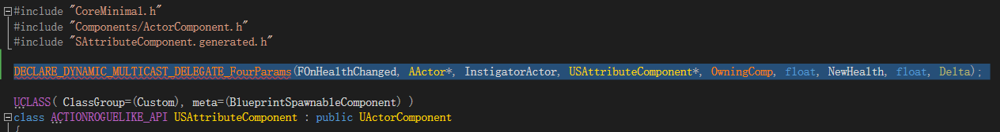 #include "CoreMinimal.h"
#include "Components/ActorComponent.h"
#include "SAttributeComponent.generated.h"
DECLARE_DYNAMIC_MULTICAST_DELEGATE_FourParams(FOnHealthChanged, AActor*, InstigatorActor, USAttributeComponent*, OwningComp, float, NewHealth, float, Delta);
UCLASS( ClassGroup=(Custom), meta=(BlueprintSpawnableComponent) )
class ACTIONROGUELIKE_API USAttributeComponent : public UActorComponent
{